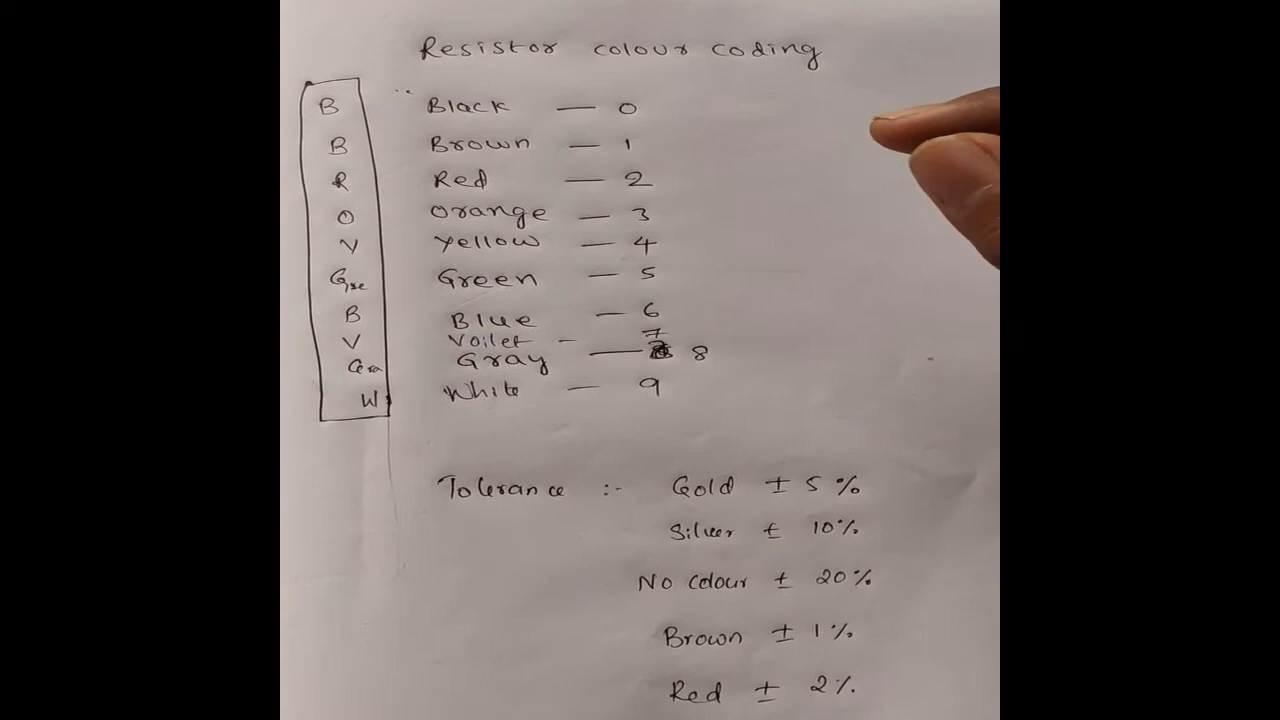 Resistor colour coding
B Black — 0
B Brown — 1
R Red — 2
O Orange — 3
Y Yellow — 4
Gre Green — 5
B Blue — 6
V Voilet - 7
Gra Gray — 8
W White — 9
Tolerance :- Gold ± 5%
Silver ± 10%
No colour ± 20%
Brown ± 1%
Red ± 2%